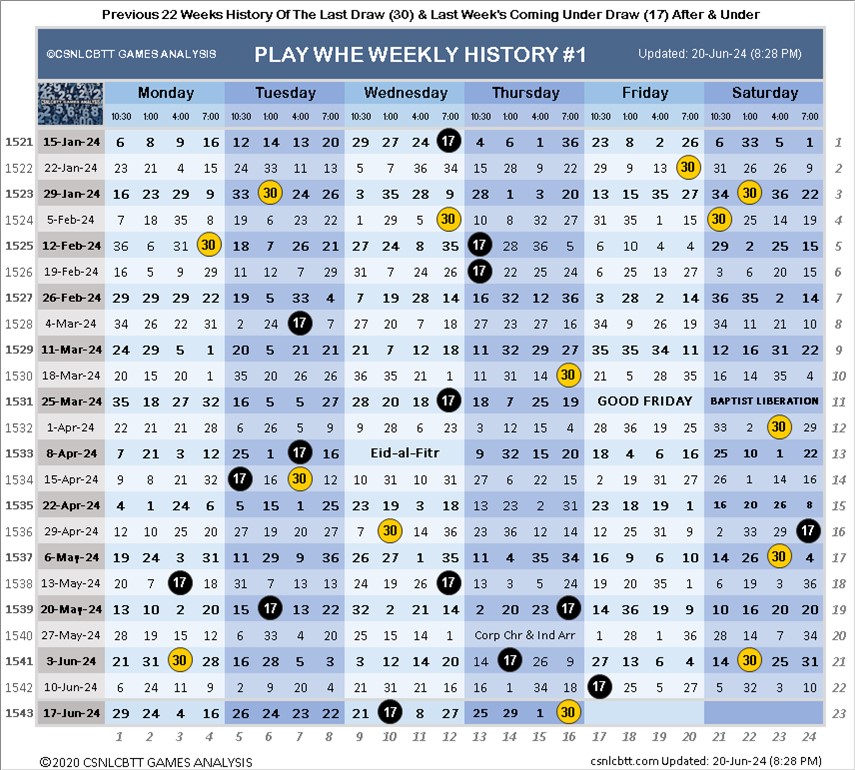 Previous 22 Weeks History Of The Last Draw (30) & Last Week's Coming Under Draw (17) After & Under
©CSNLCBTT GAMES ANALYSIS PLAY WHE WEEKLY HISTORY #1 Updated: 20-Jun-24 (8:28 PM)
Monday Tuesday Wednesday Thursday Friday Saturday
10:30 1:00 4:00 7:00 10:30 1:00 4:00 7:00 10:30 1:00 4:00 7:00 10:30 1:00 4:00 7:00 10:30 1:00 4:00 7:00 10:30 1:00 4:00 7:00
1521 15-Jan-24 6 8 9 16 12 14 13 20 29 27 24 17 4 6 1 36 23 8 2 26 6 33 5 1 1
1522 22-Jan-24 23 21 4 15 24 33 11 13 5 7 36 34 15 28 9 22 29 9 13 30 31 26 26 9 2
1523 29-Jan-24 16 23 29 9 33 30 24 26 3 35 28 9 28 1 3 20 13 15 35 27 34 30 36 22 3
1524 5-Feb-24 7 18 35 8 19 6 23 22 1 29 5 30 10 8 32 27 31 35 1 15 30 25 14 19 4
1525 12-Feb-24 36 6 31 30 18 7 26 21 27 24 8 35 17 28 36 5 6 10 4 4 29 2 25 15 5
1526 19-Feb-24 16 5 9 29 11 12 7 29 31 7 24 26 17 22 25 24 6 25 13 27 3 6 20 15 6
1527 26-Feb-24 29 29 29 22 19 5 33 4 7 19 28 14 16 32 12 36 3 28 2 14 36 35 2 14 7
1528 4-Mar-24 34 26 22 31 2 24 17 7 27 20 7 18 27 23 27 16 34 9 26 19 34 11 21 10 8
1529 11-Mar-24 24 29 5 1 20 5 21 21 21 7 12 18 11 32 29 27 35 35 34 11 12 16 31 22 9
1530 18-Mar-24 20 15 20 1 35 20 26 36 36 35 21 1 11 31 14 30 21 5 28 35 16 14 35 4 10
1531 25-Mar-24 35 18 27 32 16 5 5 27 28 20 18 17 18 7 25 19 GOOD FRIDAY BAPTIST LIBERATION 11
1532 1-Apr-24 22 21 21 28 6 26 5 9 9 28 6 23 3 12 15 4 28 36 19 25 33 2 30 29 12
1533 8-Apr-24 7 21 3 12 25 1 17 16 Eid-al-Fitr 9 32 15 20 18 4 6 16 25 10 1 22 13
1534 15-Apr-24 9 8 21 32 17 16 30 12 10 31 10 31 27 6 22 15 2 19 31 27 26 1 14 16 14
1535 22-Apr-24 4 1 24 6 5 15 1 25 23 19 3 18 13 23 2 31 23 18 19 1 16 20 26 8 15
1536 29-Apr-24 12 10 25 20 27 19 20 27 9 30 14 36 23 36 12 14 12 25 9 21 2 33 29 17 16
1537 6-May-24 19 24 3 31 11 29 9 36 26 27 1 35 11 4 35 34 16 9 6 10 14 26 30 4 17
1538 13-May-24 20 7 17 18 31 7 13 13 24 19 26 17 13 3 5 24 19 20 35 1 6 19 3 36 18
1539 20-May-24 13 10 2 20 15 17 13 22 32 2 21 14 2 20 23 17 14 36 19 9 10 16 20 20 19
1540 27-May-24 28 19 15 12 6 33 4 20 25 15 14 1 Corp Chr & Ind Arr 1 28 1 36 28 14 7 34 20
1541 3-Jun-24 21 31 30 28 16 28 5 3 3 12 14 20 14 17 26 9 27 13 6 4 14 30 25 31 21
1542 10-Jun-24 6 24 11 9 2 9 20 4 21 31 21 16 16 1 34 18 17 25 5 27 5 32 3 10 22
1543 17-Jun-24 29 24 4 16 26 24 23 22 21 17 8 27 25 29 1 30 23
1 2 3 4 5 6 7 8 9 10 11 12 13 14 15 16 17 18 19 20 21 22 23 24
©2020 CSNLCBTT GAMES ANALYSIS csnlcbtt.com Updated: 20-Jun-24 (8:28 PM)